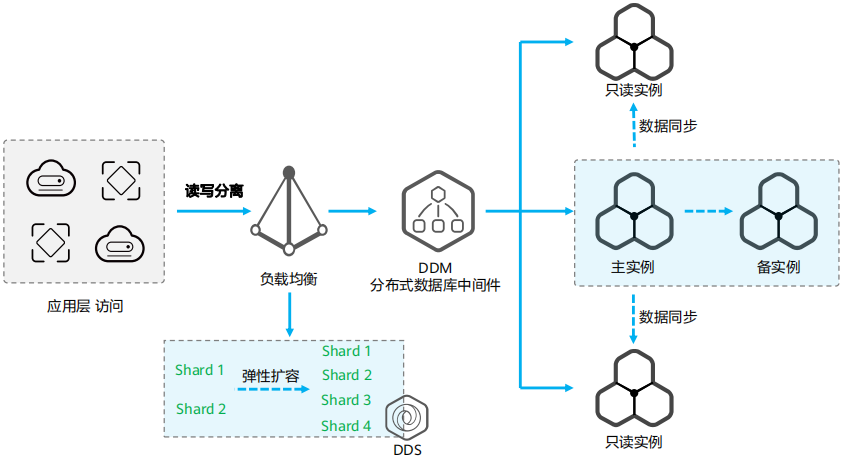 只读实例
数据同步
读写分离
DDM
分布式数据库中间件
负载均衡
主实例
备实例
应用层 访问
数据同步
Shard 1
Shard 2
弹性扩容
Shard 1
Shard 2
Shard 3
Shard 4
DDS
只读实例